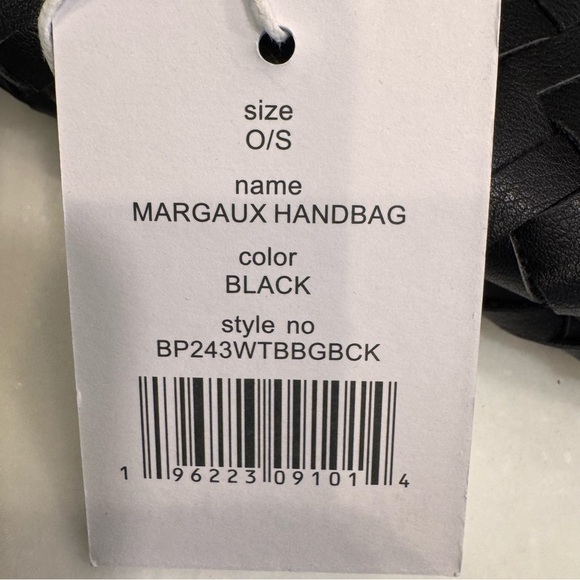 size
O/S
name
MARGAUX HANDBAG
color
BLACK
style no
BP243WTBBGBCK
1 96223 09101 4